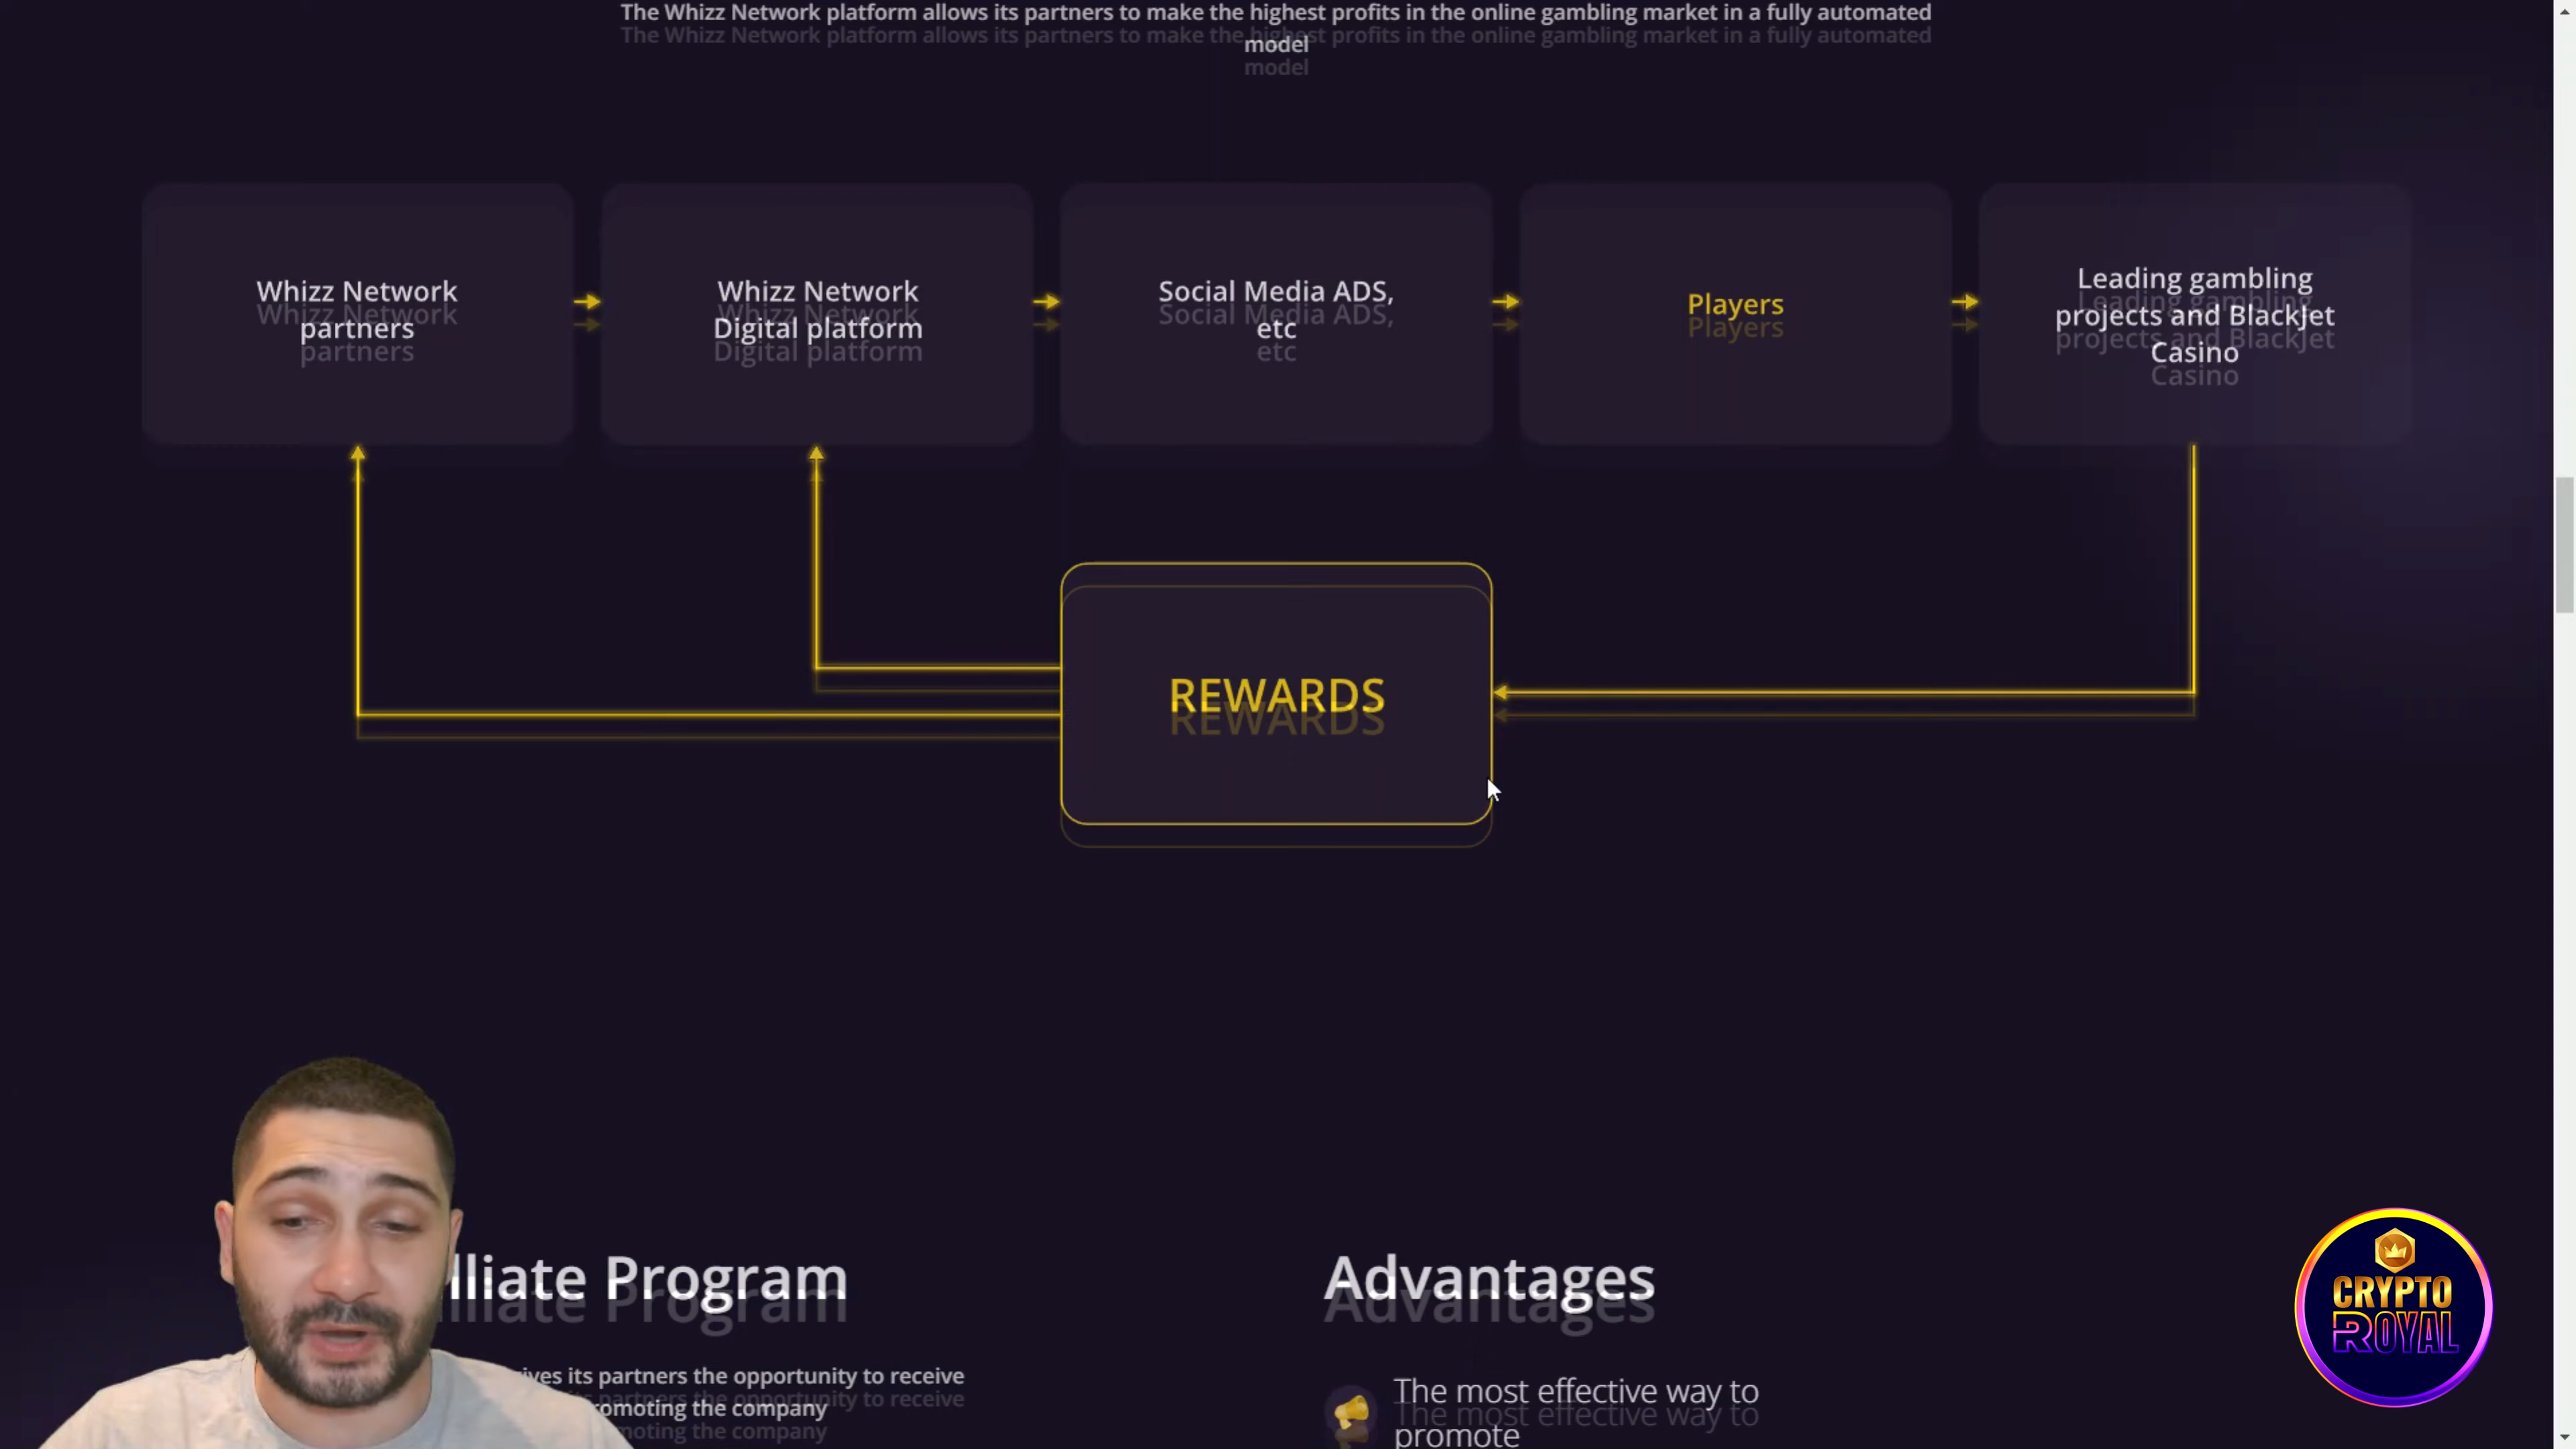 The Whizz Network platform allows its partners to make the highest profits in the online gambling market in a fully automated
model
Whizz Network
partners
Whizz Network
Digital platform
Social Media ADS,
etc
Players
Leading gambling
projects and BlackJet
Casino
REWARDS
lliate Program
ives its partners the opportunity to receive
omoting the company
Advantages
The most effective way to
promote
CRYPTO
ROYAL